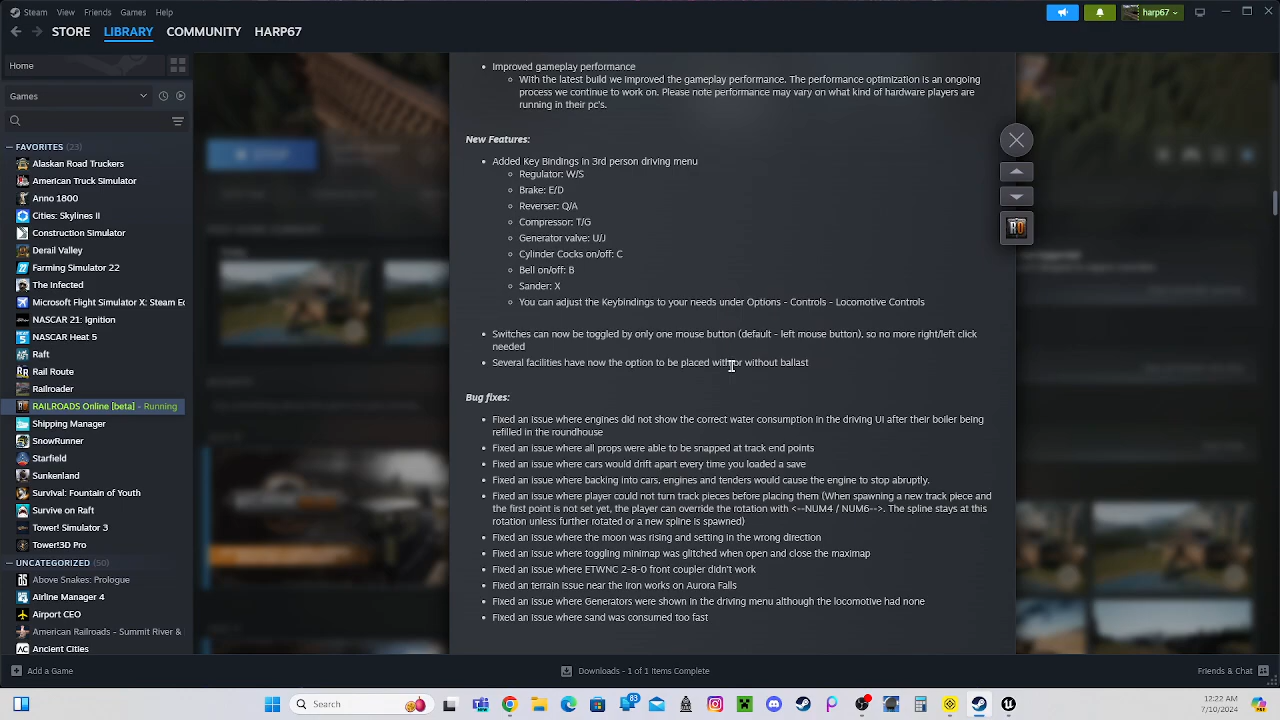 Steam View Friends Games Help
harp67
STORE LIBRARY COMMUNITY HARP67
Home
Games
FAVORITES (23)
Alaskan Road Truckers
American Truck Simulator
Anno 1800
Cities: Skylines II
Construction Simulator
Derail Valley
Farming Simulator 22
The Infected
Microsoft Flight Simulator X: Steam Ec
NASCAR 21: Ignition
NASCAR Heat 5
Raft
Rail Route
Railroader
RAILROADS Online [beta] - Running
Shipping Manager
SnowRunner
Starfield
Sunkenland
Survival: Fountain of Youth
Survive on Raft
Train Simulator 3
Tower!3D Pro
UNCATEGORIZED (50)
Above Snakes: Prologue
Airline Manager 4
Airport CEO
American Railroads - Summit River &
Ancient Cities
Improved gameplay performance
With the latest build we improved the gameplay performance. The performance optimization is an ongoing
process we continue to work on. Please note performance may vary on what kind of hardware players are
running in their pc's.
New Features:
Added Key Bindings in 3rd person driving menu
Regulator: W/S
Brake: E/D
Reverser: Q/A
Compressor: T/G
Generator valve: U/J
Cylinder Cocks on/off: C
Bell on/off: B
Sander: X
You can adjust the Keybindings to your needs under Options - Controls - Locomotive Controls
Switches can now be toggled by only one mouse button (default - left mouse button), so no more right/left click
needed
Several facilities have now the option to be placed with or without ballast
Bug fixes:
Fixed an issue where engines did not show the correct water consumption in the driving UI after their boiler being
refilled in the roundhouse
Fixed an issue where all props were able to be snapped at track end points
Fixed an issue where cars would drift apart every time you loaded a save
Fixed an issue where backing into cars, engines and tenders would cause the engine to stop abruptly.
Fixed an issue where player could not turn track pieces before placing them (When spawning a new track piece and
the first point is not set yet, the player can override the rotation with <--NUM4 / NUM6-->. The spline stays at this
rotation unless further rotated or a new spline is spawned)
Fixed an issue where the moon was rising and setting in the wrong direction
Fixed an issue where toggling minimap was glitched when open and close the maximap
Fixed an issue where ETWNC 2-8-0 front coupler didn't work
Fixed an terrain issue near the iron works on Aurora Falls
Fixed an issue where Generators were shown in the driving menu although the locomotive had none
Fixed an issue where sand was consumed too fast
RO
Add a Game
Downloads - 1 of 1 Items Complete
Friends & Chat
Search
83
12:22 AM
7/10/2024